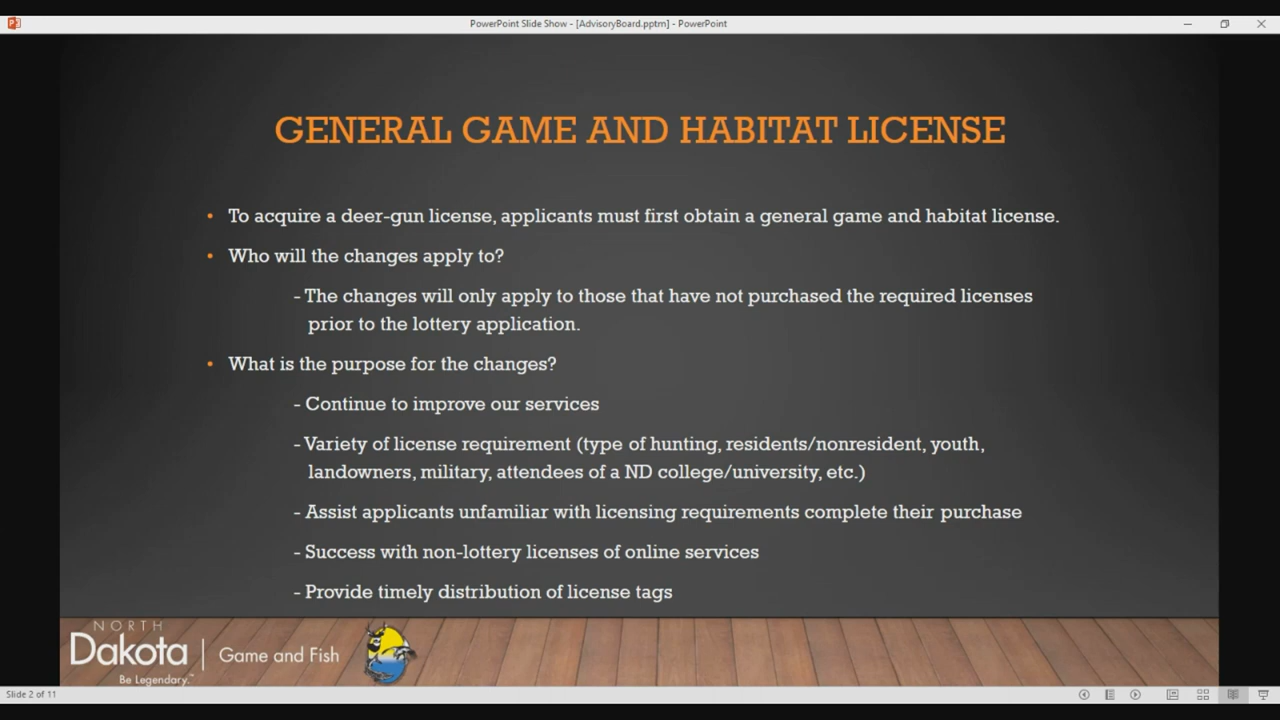 PowerPoint Slide Show - [AdvisoryBoard.pptm] - PowerPoint
GENERAL GAME AND HABITAT LICENSE
• To acquire a deer-gun license, applicants must first obtain a general game and habitat license.
• Who will the changes apply to?
- The changes will only apply to those that have not purchased the required licenses
prior to the lottery application.
• What is the purpose for the changes?
- Continue to improve our services
- Variety of license requirement (type of hunting, residents/nonresident, youth,
landowners, military, attendees of a ND college/university, etc.)
- Assist applicants unfamiliar with licensing requirements complete their purchase
- Success with non-lottery licenses of online services
- Provide timely distribution of license tags
NORTH
Dakota | Game and Fish
Be Legendary.™
Slide 2 of 11